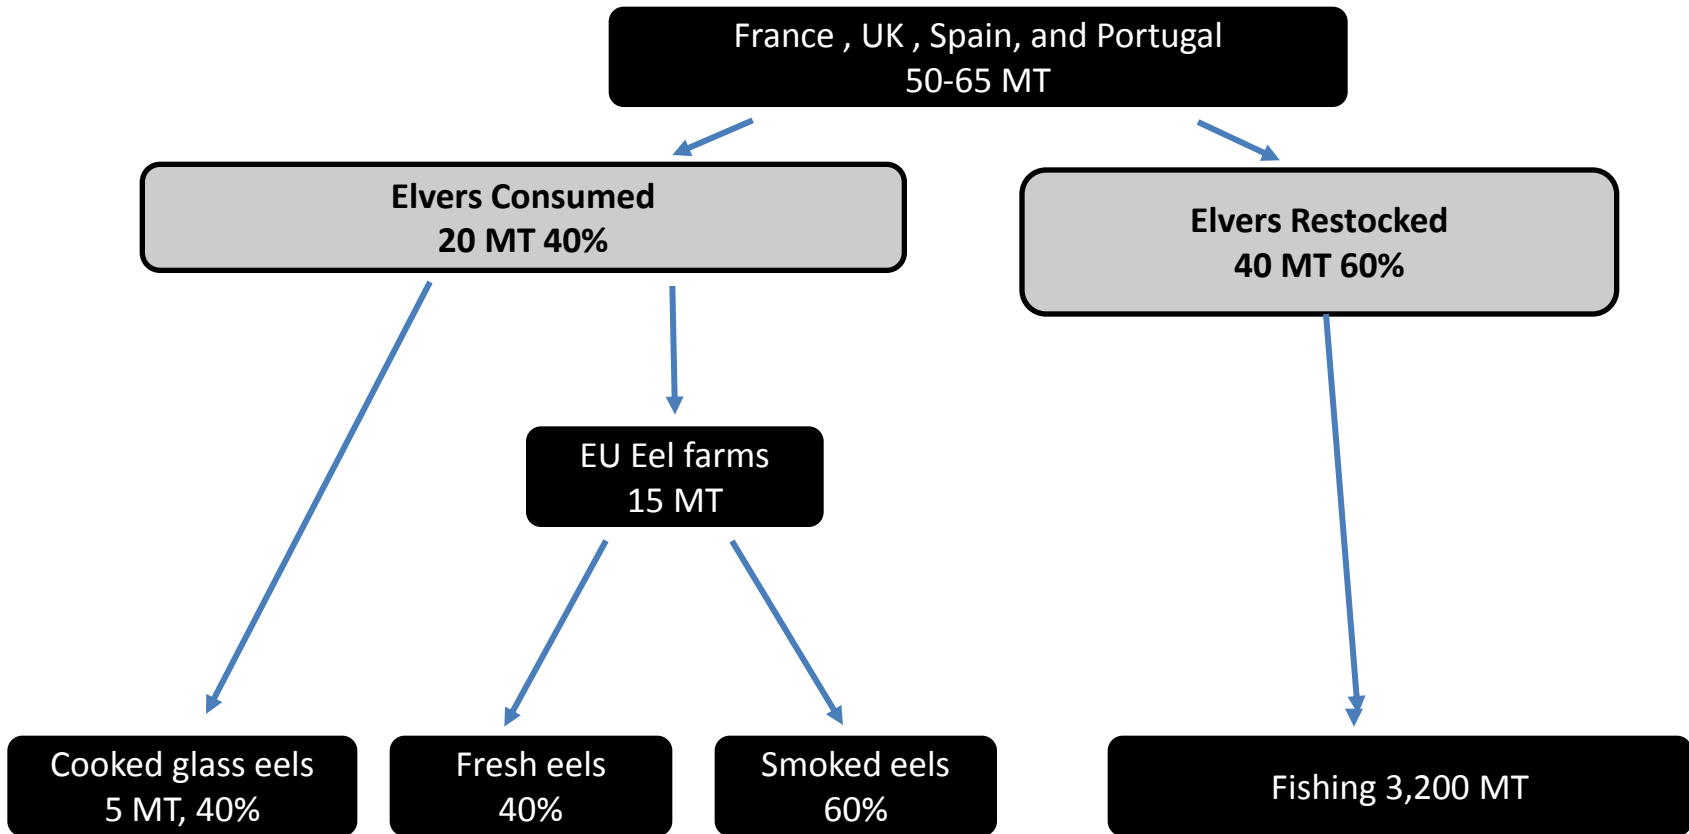 France , UK , Spain, and Portugal
50-65 MT
Elvers Consumed
20 MT 40%
Elvers Restocked
40 MT 60%
EU Eel farms
15 MT
Cooked glass eels
5 MT, 40%
Fresh eels
40%
Smoked eels
60%
Fishing 3,200 MT